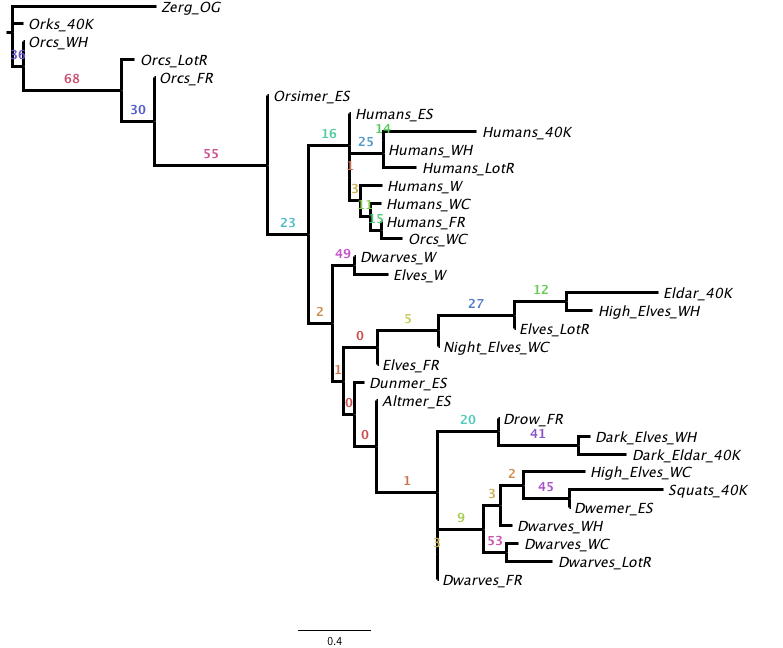 Zerg_OG
Orks_40K
Orcs_WH
36
Orcs_LotR
68
Orcs_FR
30
Orsimer_ES
55
Humans_ES
16
14
Humans_40K
25
Humans_WH
1
Humans_LotR
3
Humans_W
11
Humans_WC
15
Humans_FR
23
Orcs_WC
49
Dwarves_W
Elves_W
12
Eldar_40K
27
High_Elves_WH
2
5
Elves_LotR
0
Night_Elves_WC
1
Elves_FR
Dunmer_ES
0
Altmer_ES
20
Drow_FR
0
41
Dark_Elves_WH
Dark_Eldar_40K
2
High_Elves_WC
1
45
Squats_40K
3
Dwemer_ES
9
Dwarves_WH
3
53
Dwarves_WC
Dwarves_LotR
Dwarves_FR
0.4